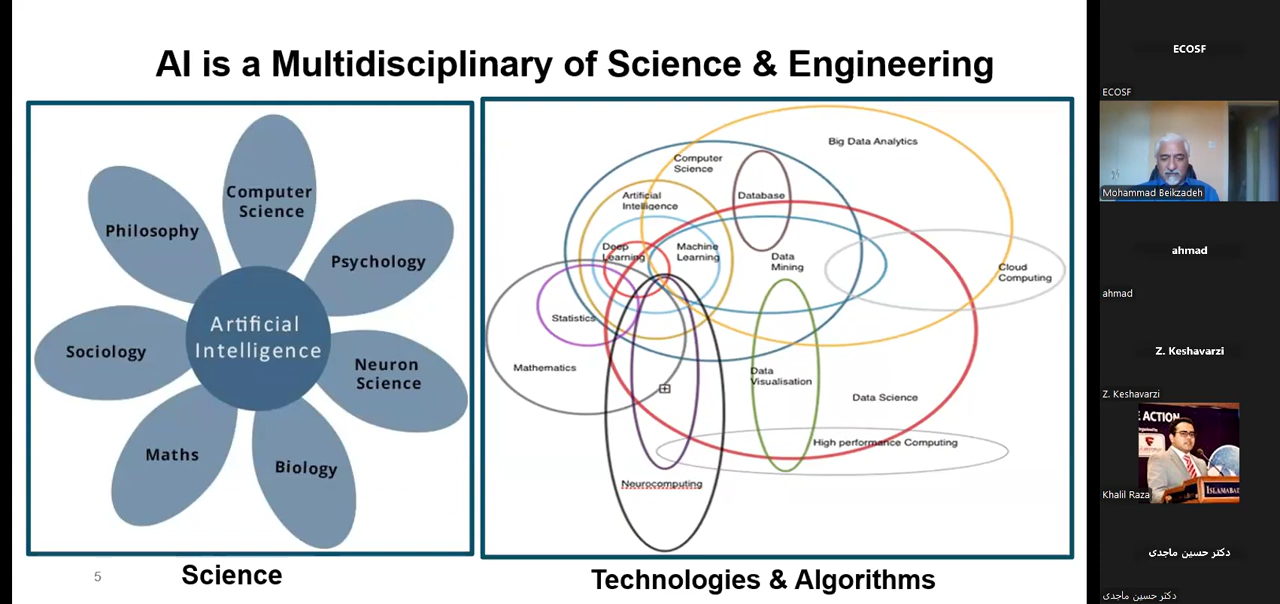 AI is a Multidisciplinary of Science & Engineering
Computer
Science
Philosophy
Psychology
Artificial
Intelligence
Sociology
Neuron
Science
Maths
Biology
Science
5
Big Data Analytics
Computer
Science
Database
Artificial
Intelligence
Deep
Learning
Machine
Learning
Data
Mining
Cloud
Computing
Statistics
Mathematics
Data
Visualisation
Data Science
High performance Computing
Neurocomputing
Technologies & Algorithms
ECOSF
ECOSF
Mohammad Beikzadeh
ahmad
ahmad
Z. Keshavarzi
Z. Keshavarzi
E ACTION
Khalil Raza
ISLAMABAD
دکتر حسین ماجدی
دکتر حسین ماجدی